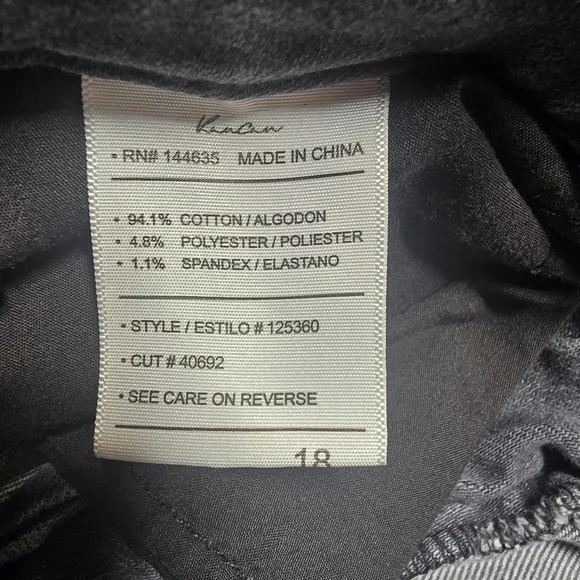 KanCan
• RN# 144635 MADE IN CHINA
• 94.1% COTTON / ALGODON
• 4.8% POLYESTER / POLIESTER
• 1.1% SPANDEX / ELASTANO
• STYLE / ESTILO # 125360
• CUT # 40692
• SEE CARE ON REVERSE
18